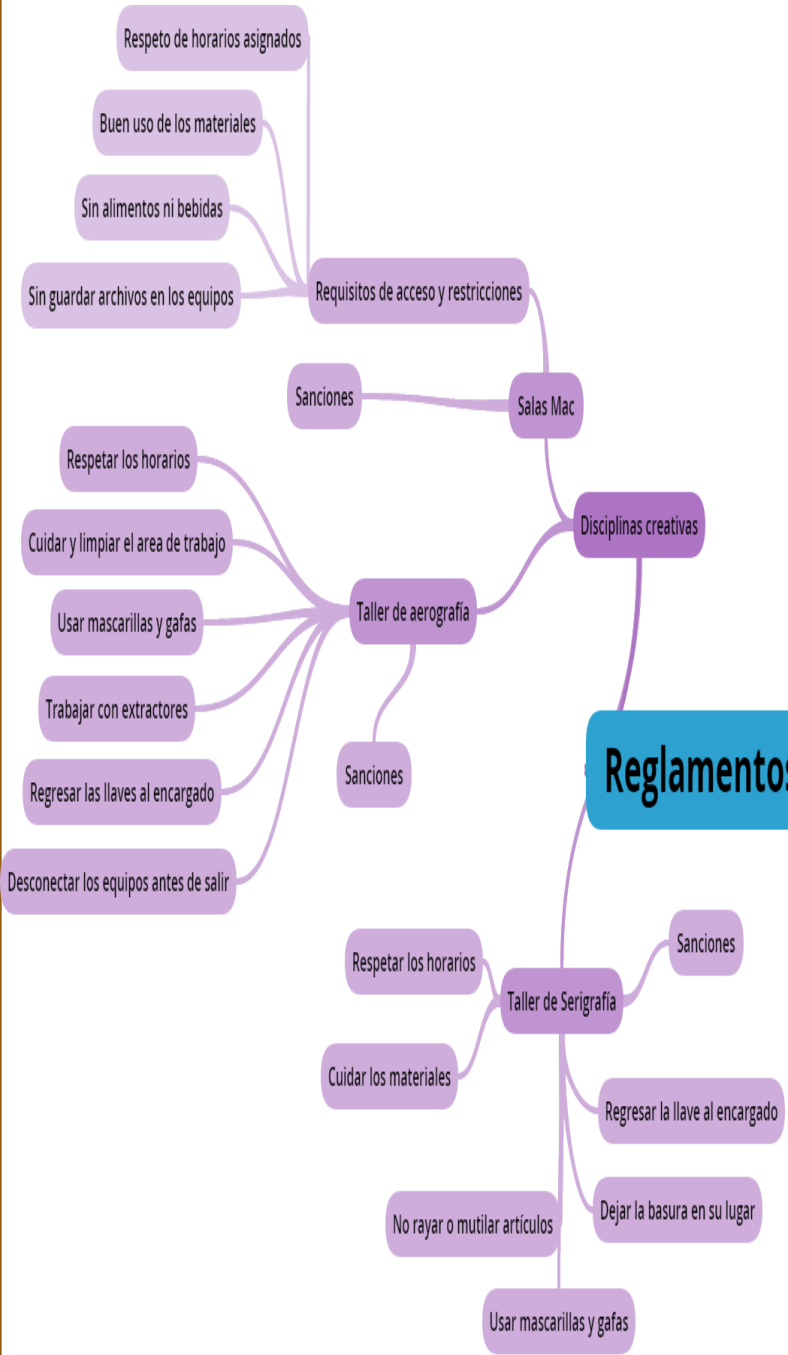 Respeto de horarios asignados
Buen uso de los materiales
Sin alimentos ni bebidas
Sin guardar archivos en los equipos
Requisitos de acceso y restricciones
Sanciones
Salas Mac
Respetar los horarios
Cuidar y limpiar el area de trabajo
Usar mascarillas y gafas
Trabajar con extractores
Regresar las llaves al encargado
Desconectar los equipos antes de salir
Taller de aerografía
Sanciones
Disciplinas creativas
Reglamentos
Respetar los horarios
Cuidar los materiales
Taller de Serigrafía
Sanciones
Regresar la llave al encargado
Dejar la basura en su lugar
No rayar o mutilar artículos
Usar mascarillas y gafas